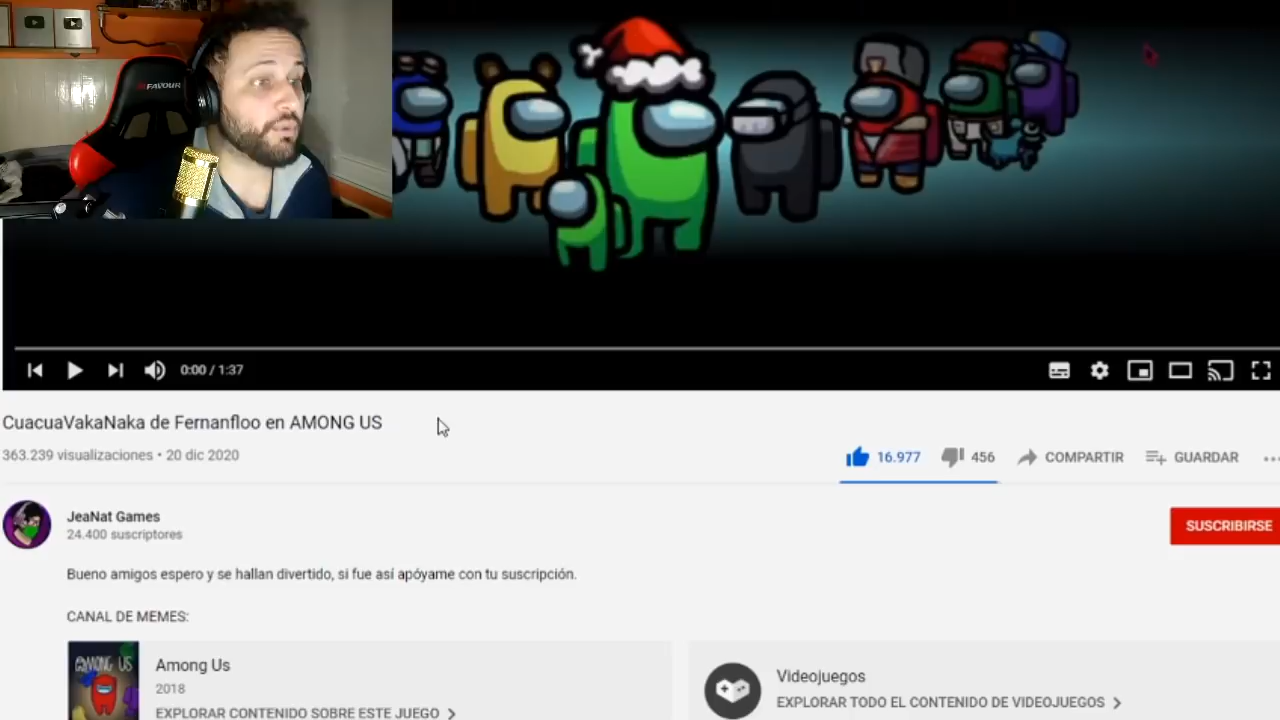 FAVOUR
0:00 / 1:37
CuacuaVakaNaka de Fernanfloo en AMONG US
363.239 visualizaciones • 20 dic 2020
16.977
456
COMPARTIR
GUARDAR
JeaNat Games
24.400 suscriptores
SUSCRIBIRSE
Bueno amigos espero y se hallan divertido, si fue así apóyame con tu suscripción.
CANAL DE MEMES:
AMONG US
Among Us
2018
EXPLORAR CONTENIDO SOBRE ESTE JUEGO
Videojuegos
EXPLORAR TODO EL CONTENIDO DE VIDEOJUEGOS